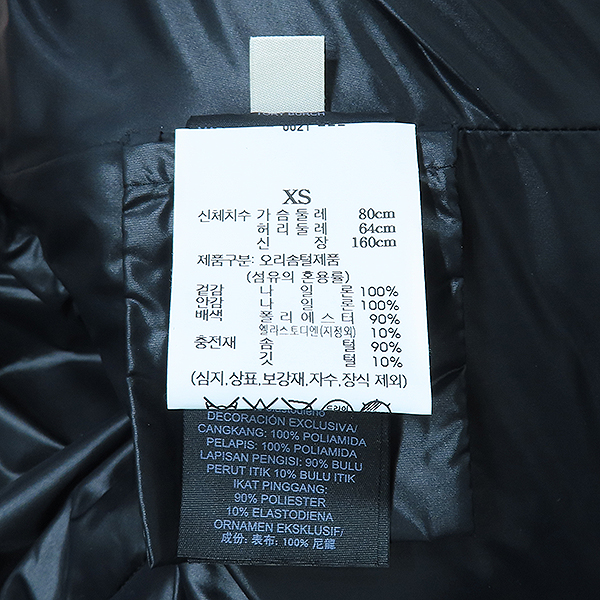 TORY BURCH
0021
XS
신체치수 가 슴 둘 레 80cm
허 리 둘 레 64cm
신 장 160cm
제품구분: 오리솜털제품
(섬유의 혼용률)
겉감 나 일 론 100%
안감 나 일 론 100%
배색 폴 리 에 스 터 90%
엘라스토디엔(지정외) 10%
충전재 솜 털 90%
깃 털 10%
(심지,상표,보강재,자수,장식 제외)
드라이
elastodieno
DECORACIÓN EXCLUSIVA/
CANGKANG: 100% POLIAMIDA
PELAPIS: 100% POLIAMIDA
LAPISAN PENGISI: 90% BULU
PERUT ITIK 10% BULU ITIK
IKAT PINGGANG:
90% POLIESTER
10% ELASTODIENA
ORNAMEN EKSKLUSIF/
成份: 表布: 100% 尼龍